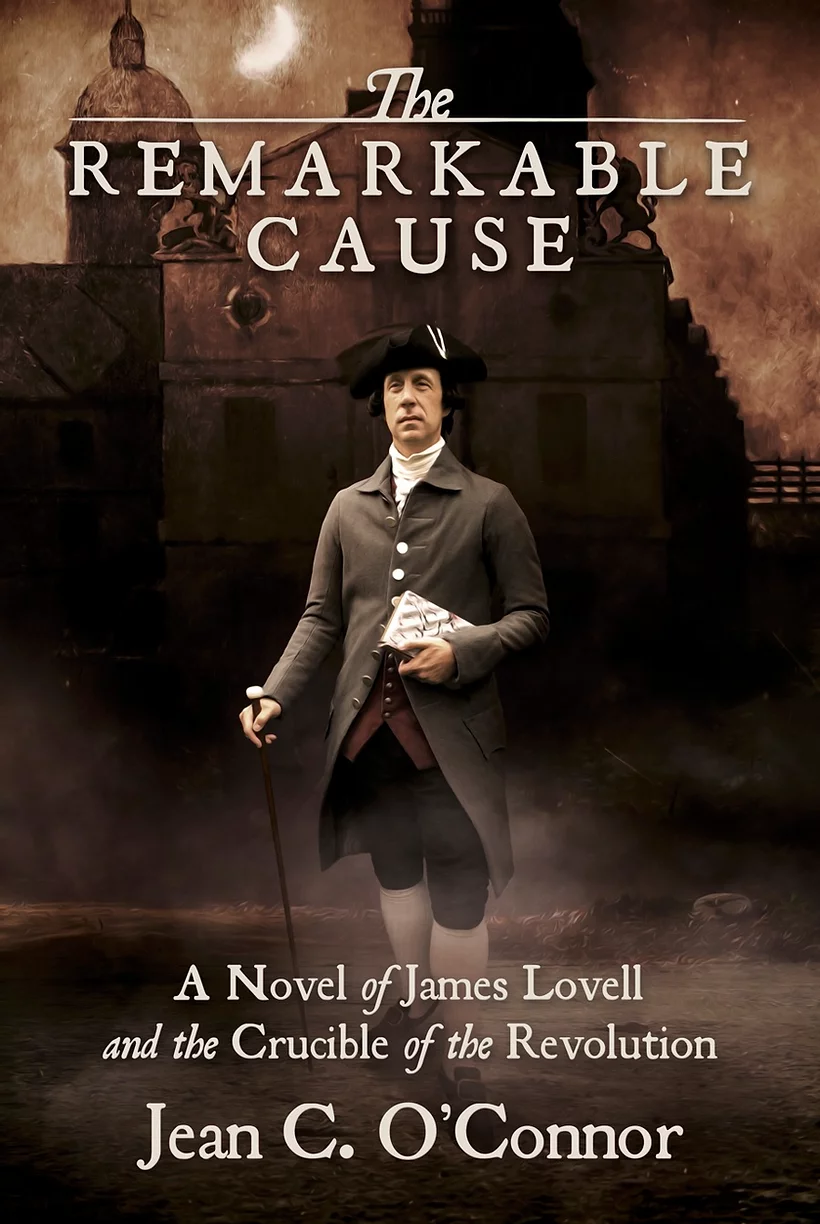 The
REMARKABLE
CAUSE
A Novel of James Lovell
and the Crucible of the Revolution
Jean C. O'Connor